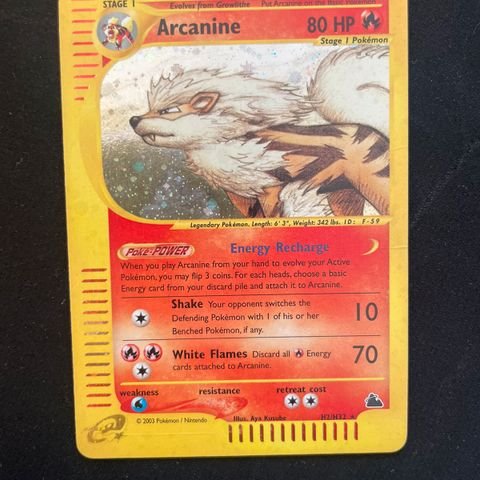 STAGE 1
Evolves from Growlithe
Put Arcanine on the Basic Pokémon
Arcanine
80 HP
Stage 1 Pokémon
Legendary Pokémon. Length: 6' 3", Weight: 342 lbs. ID: F-59
Poké-POWER
Energy Recharge
When you play Arcanine from your hand to evolve your Active
Pokémon, you may flip 3 coins. For each heads, choose a basic
Energy card from your discard pile and attach it to Arcanine.
Shake Your opponent switches the
Defending Pokémon with 1 of his or her
Benched Pokémon, if any.
10
White Flames Discard all Energy
cards attached to Arcanine.
70
weakness
resistance
retreat cost
Illus. Aya Kusube
H2/H32 ★
e
© 2003 Pokémon / Nintendo